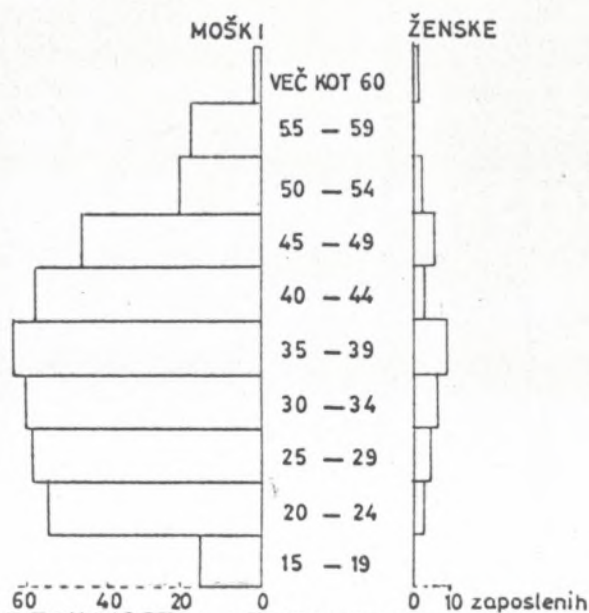 MOŠKI ŽENSKE
VEČ KOT 60
55 — 59
50 — 54
45 — 49
40 — 44
35 — 39
30 — 34
25 — 29
20 — 24
15 — 19
60 40 20 0 0 10 zaposlenih